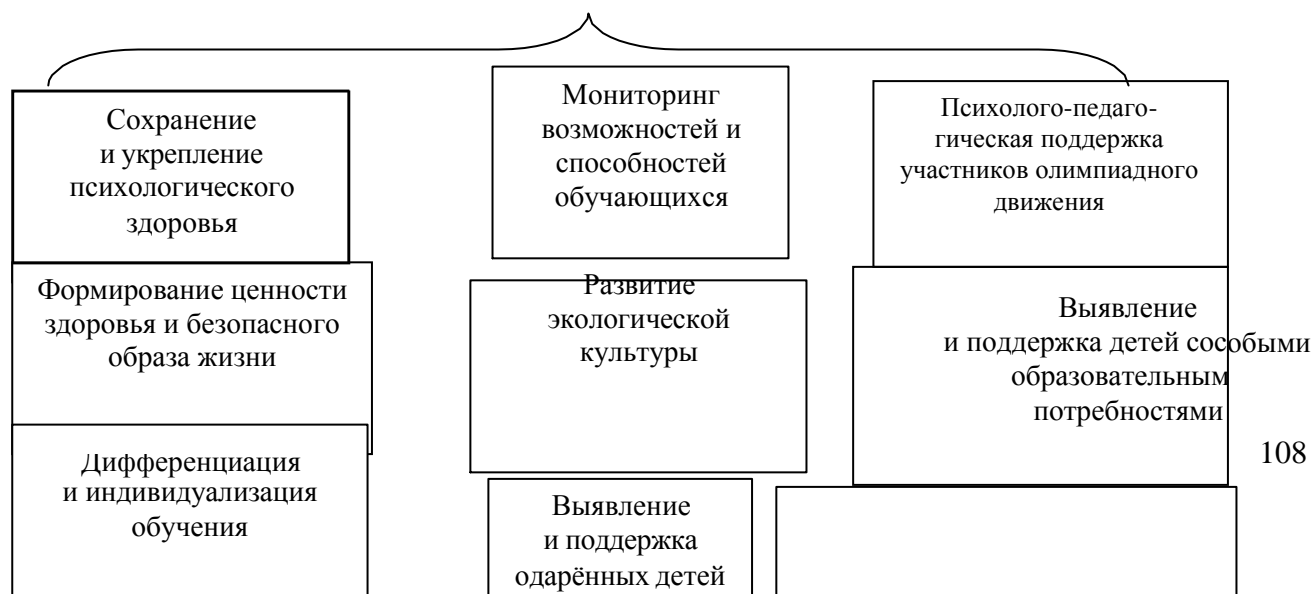 Сохранение
и укрепление
психологического
здоровья
Мониторинг
возможностей и
способностей
обучающихся
Психолого-педаго-
гическая поддержка
участников олимпиадного
движения
Формирование ценности
здоровья и безопасного
образа жизни
Развитие
экологической
культуры
Выявление
и поддержка детей сособыми
образовательным
потребностями
108
Дифференциация
и индивидуализация
обучения
Выявление
и поддержка
одарённых детей